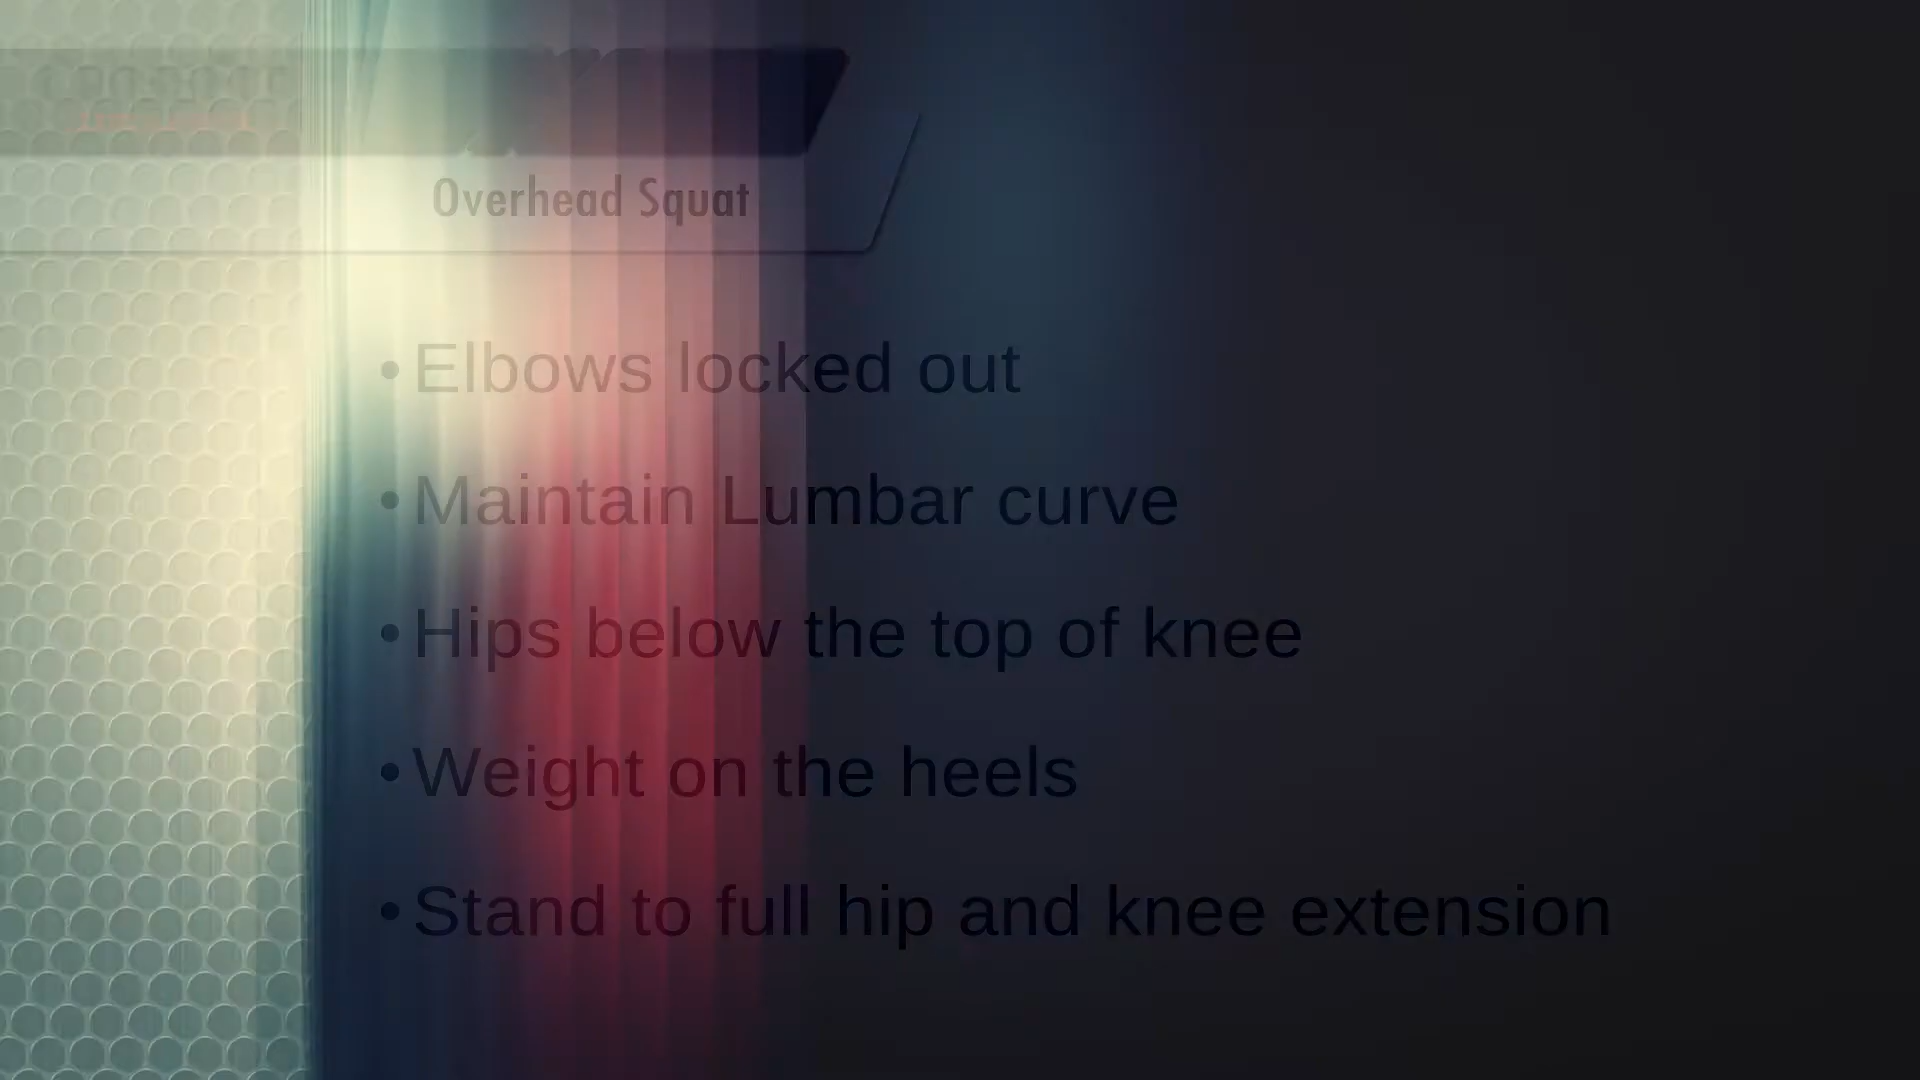 Overhead Squat
• Elbows locked out
• Maintain Lumbar curve
• Hips below the top of knee
• Weight on the heels
• Stand to full hip and knee extension